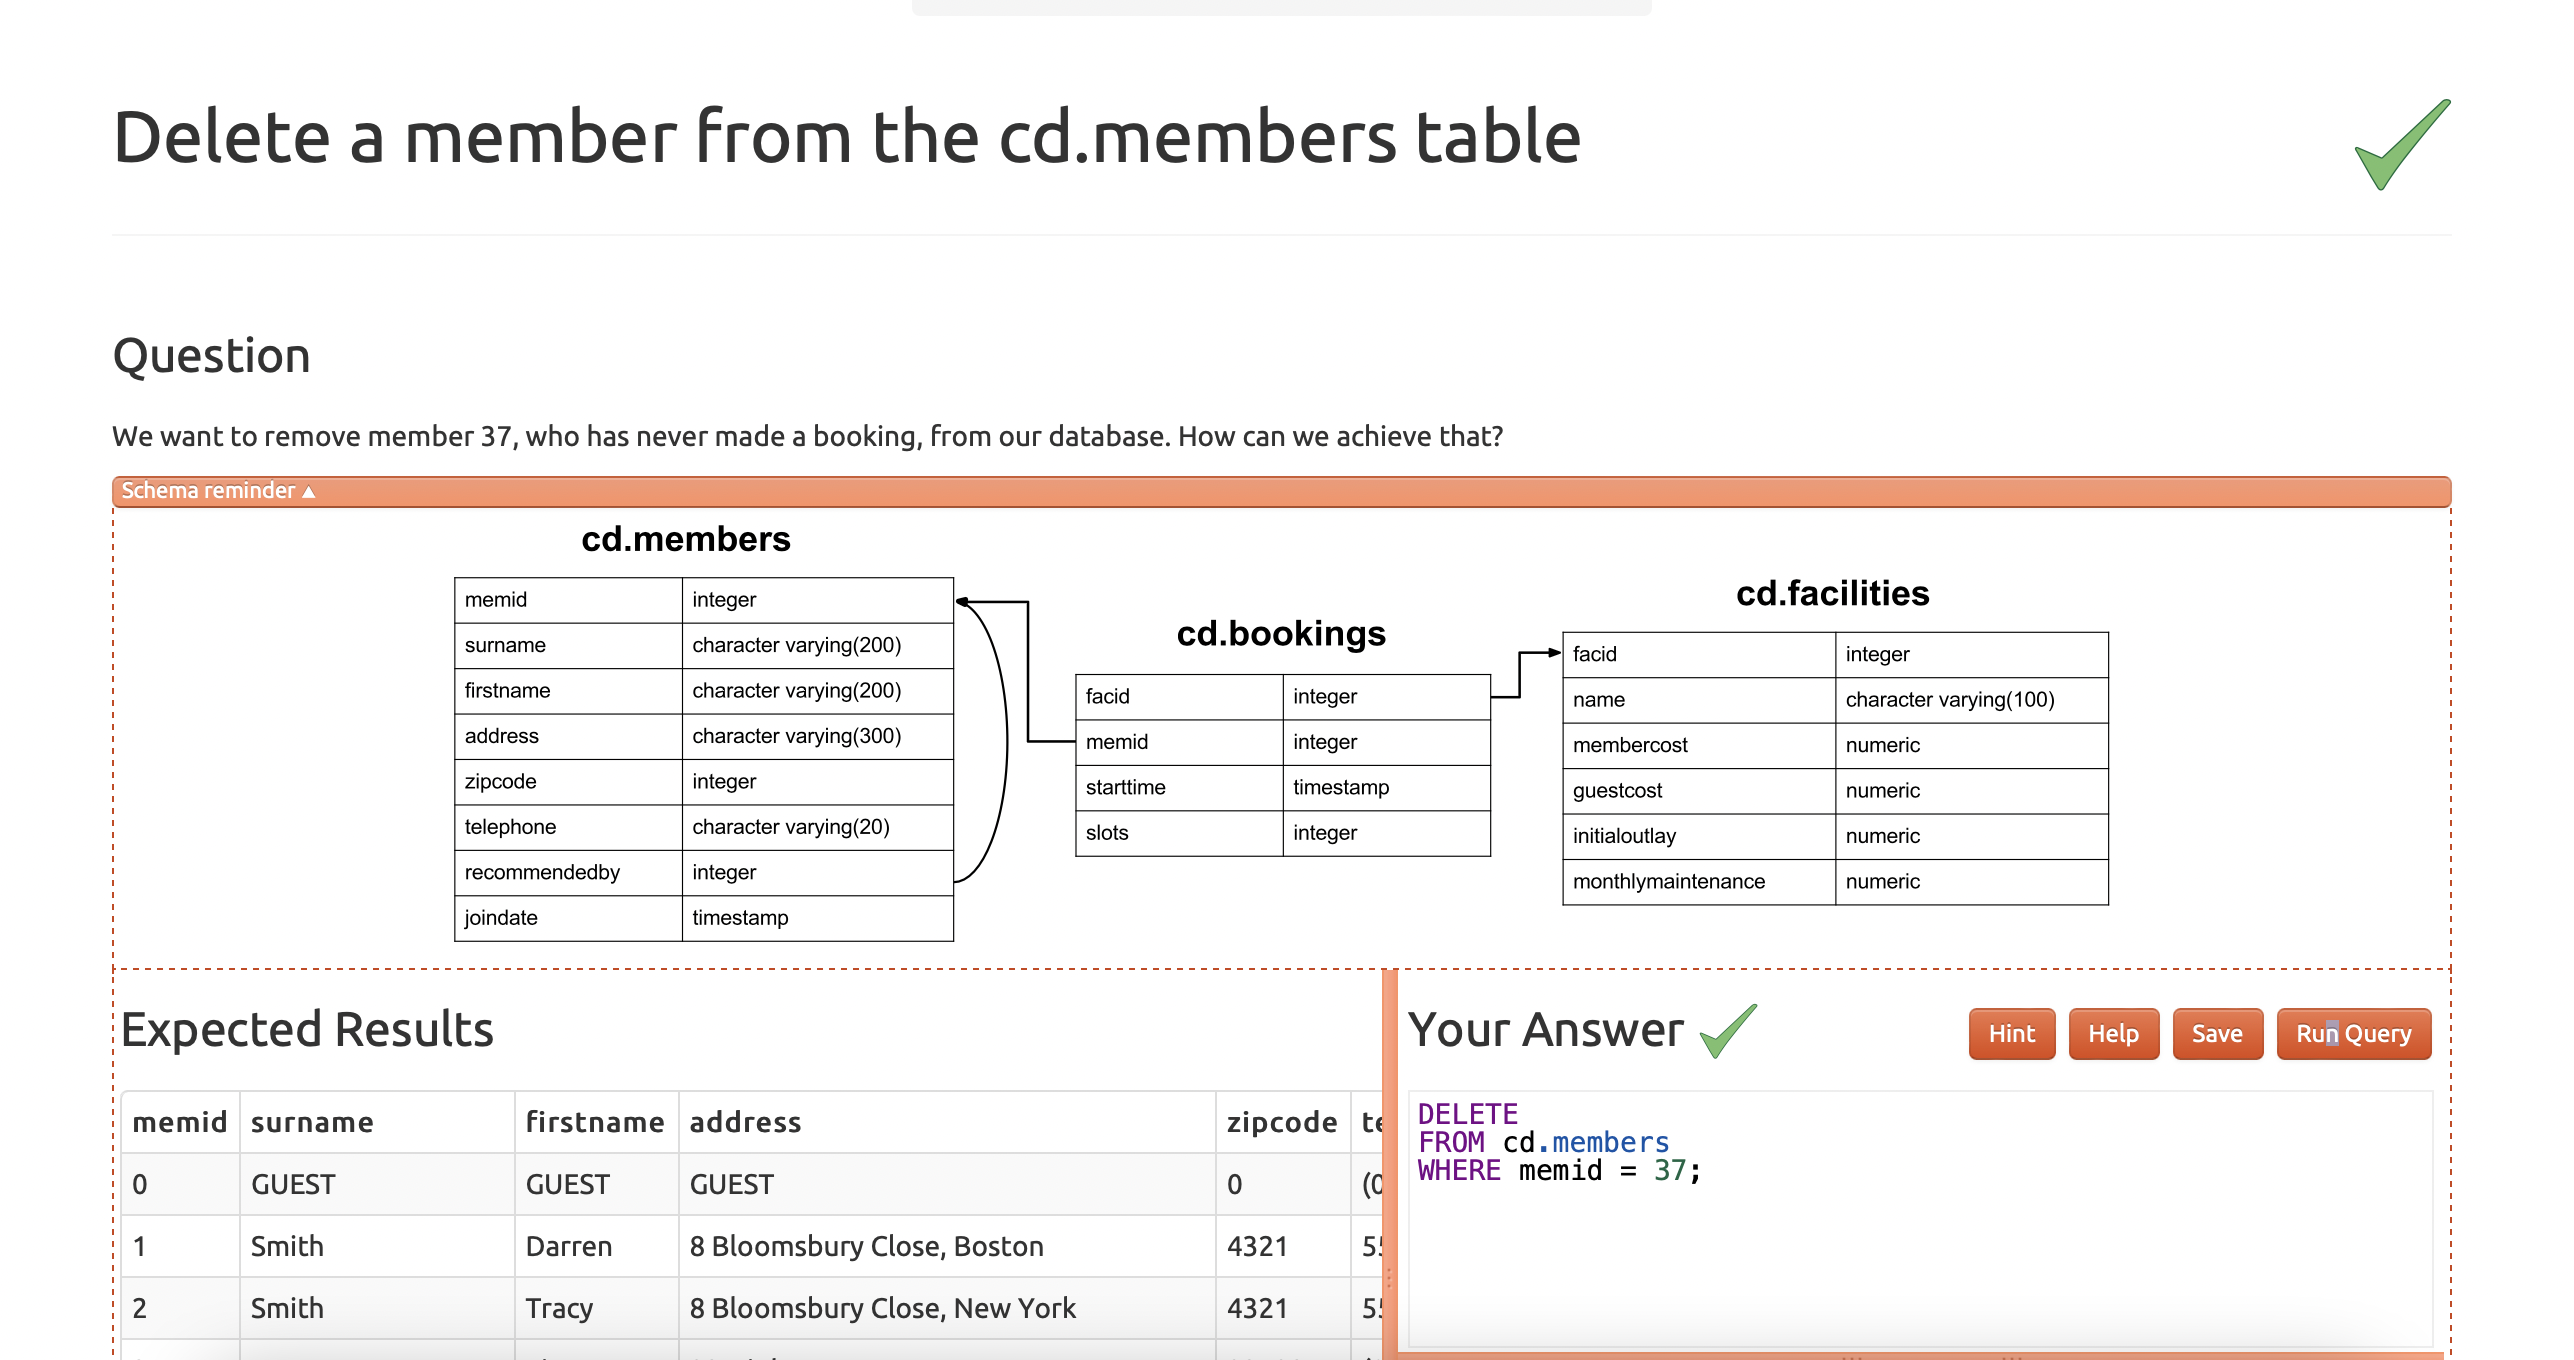 Delete a member from the cd.members table
Question
We want to remove member 37, who has never made a booking, from our database. How can we achieve that?
Schema reminder ▲
cd.members
memid integer
surname character varying(200)
firstname character varying(200)
address character varying(300)
zipcode integer
telephone character varying(20)
recommendedby integer
joindate timestamp
cd.bookings
facid integer
memid integer
starttime timestamp
slots integer
cd.facilities
facid integer
name character varying(100)
membercost numeric
guestcost numeric
initialoutlay numeric
monthlymaintenance numeric
Expected Results
memid surname firstname address zipcode
0 GUEST GUEST GUEST 0
1 Smith Darren 8 Bloomsbury Close, Boston 4321
2 Smith Tracy 8 Bloomsbury Close, New York 4321
Your Answer
Hint Help Save Run Query
DELETE
FROM cd.members
WHERE memid = 37;